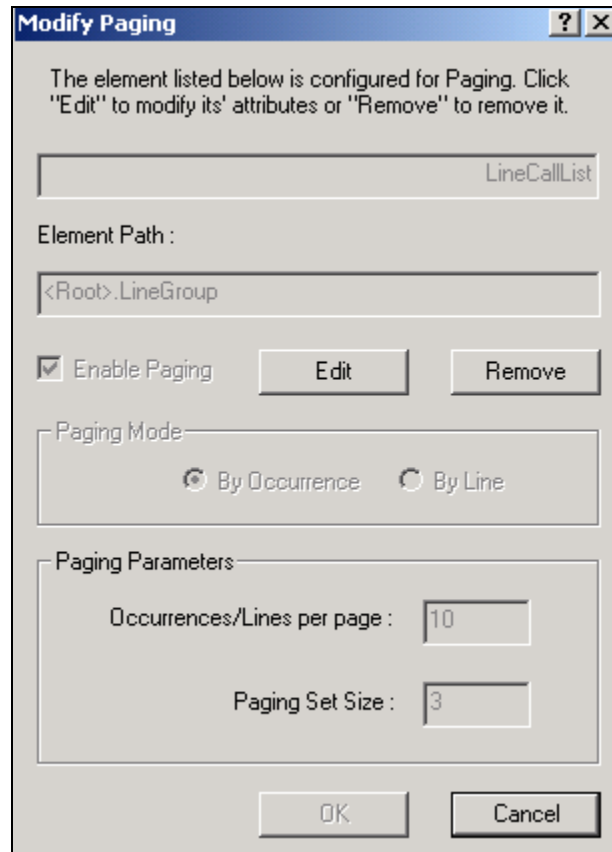 Modify Paging
The element listed below is configured for Paging. Click
"Edit" to modify its' attributes or "Remove" to remove it.
LineCallList
Element Path :
<Root>.LineGroup
Enable Paging
Edit
Remove
Paging Mode
By Occurrence
By Line
Paging Parameters
Occurrences/Lines per page :
10
Paging Set Size :
3
OK
Cancel